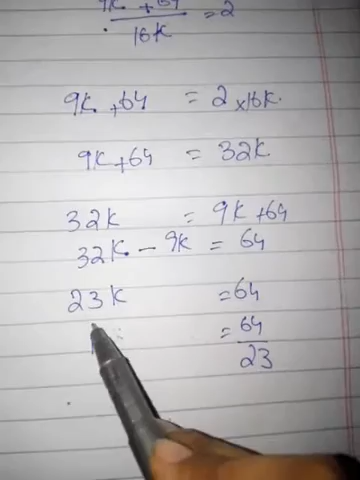 9K + 64
16K = 2
9K + 64 = 2 x 16K.
9K + 64 = 32K
32K = 9K + 64
32K - 9K = 64
23K = 64
= 64
23